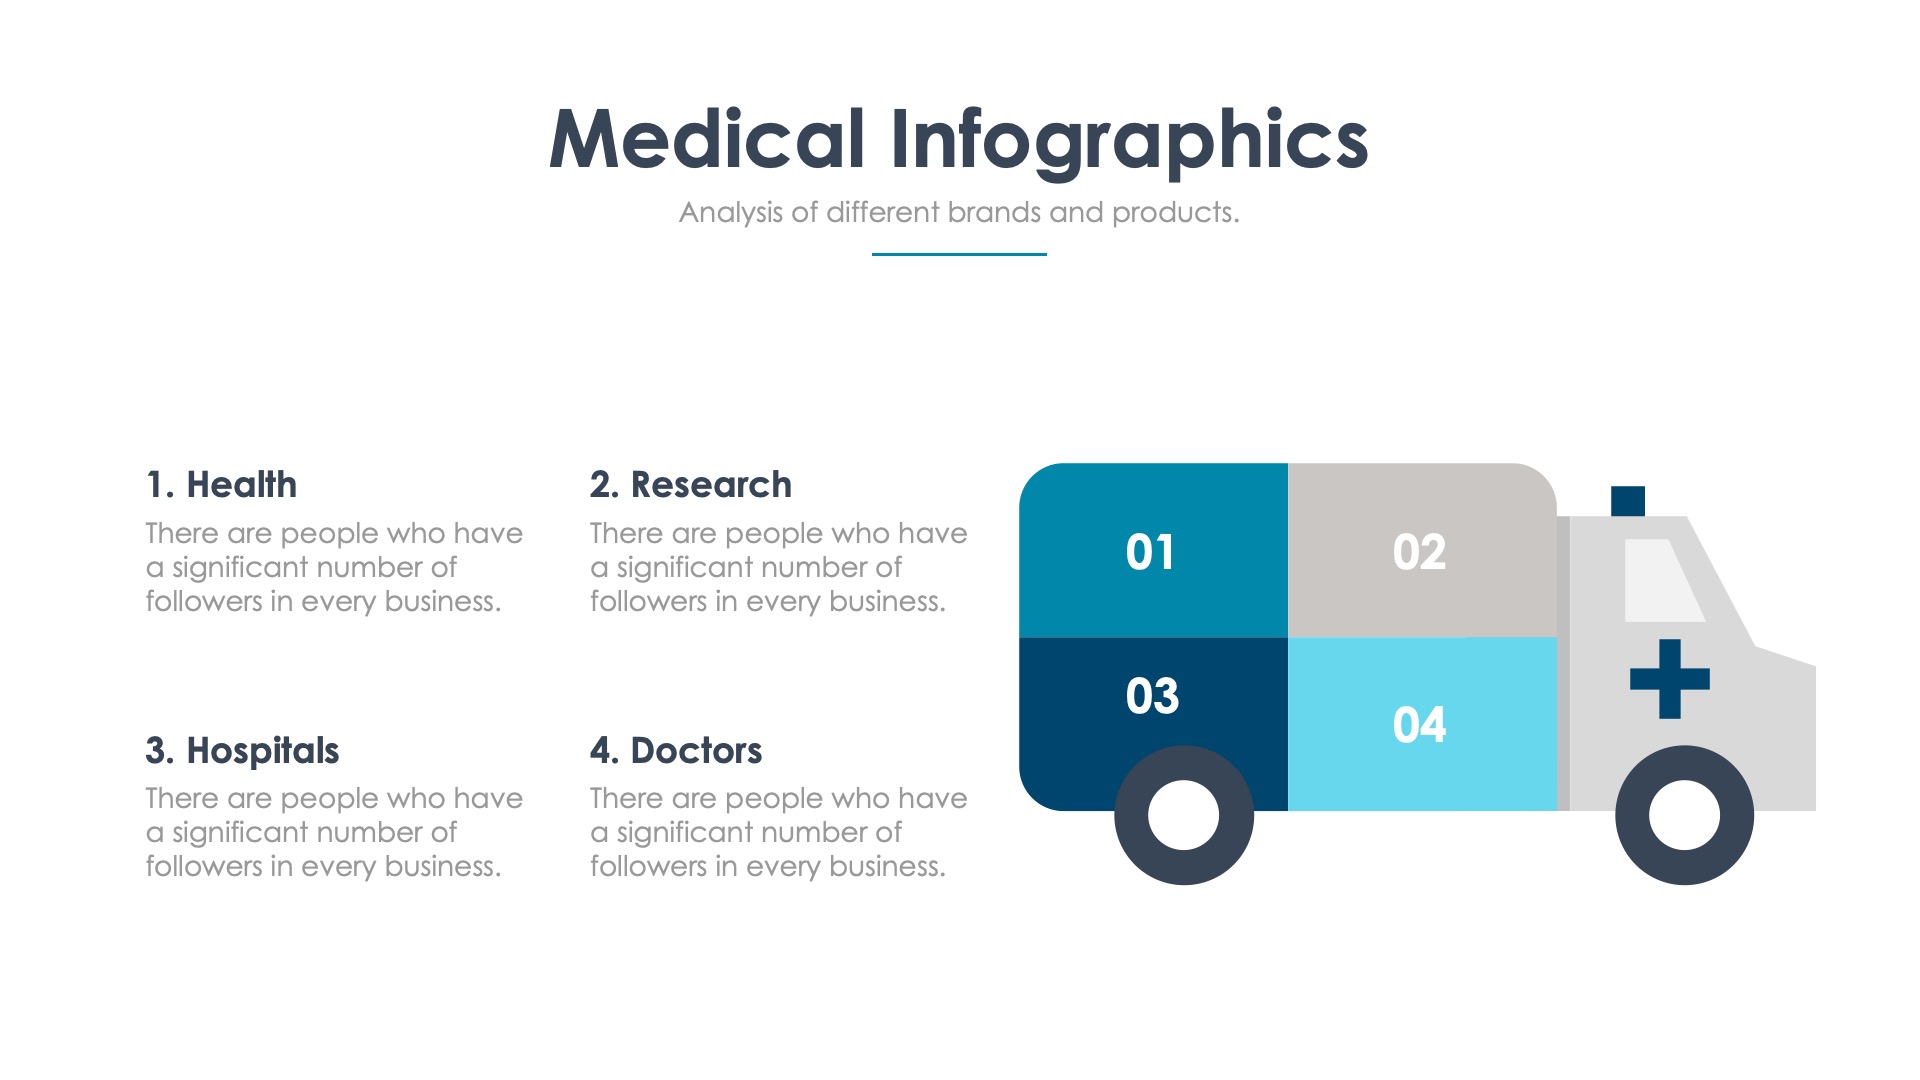 Medical Infographics
Analysis of different brands and products.
1. Health
There are people who have
a significant number of
followers in every business.
2. Research
There are people who have
a significant number of
followers in every business.
3. Hospitals
There are people who have
a significant number of
followers in every business.
4. Doctors
There are people who have
a significant number of
followers in every business.
01
02
03
04